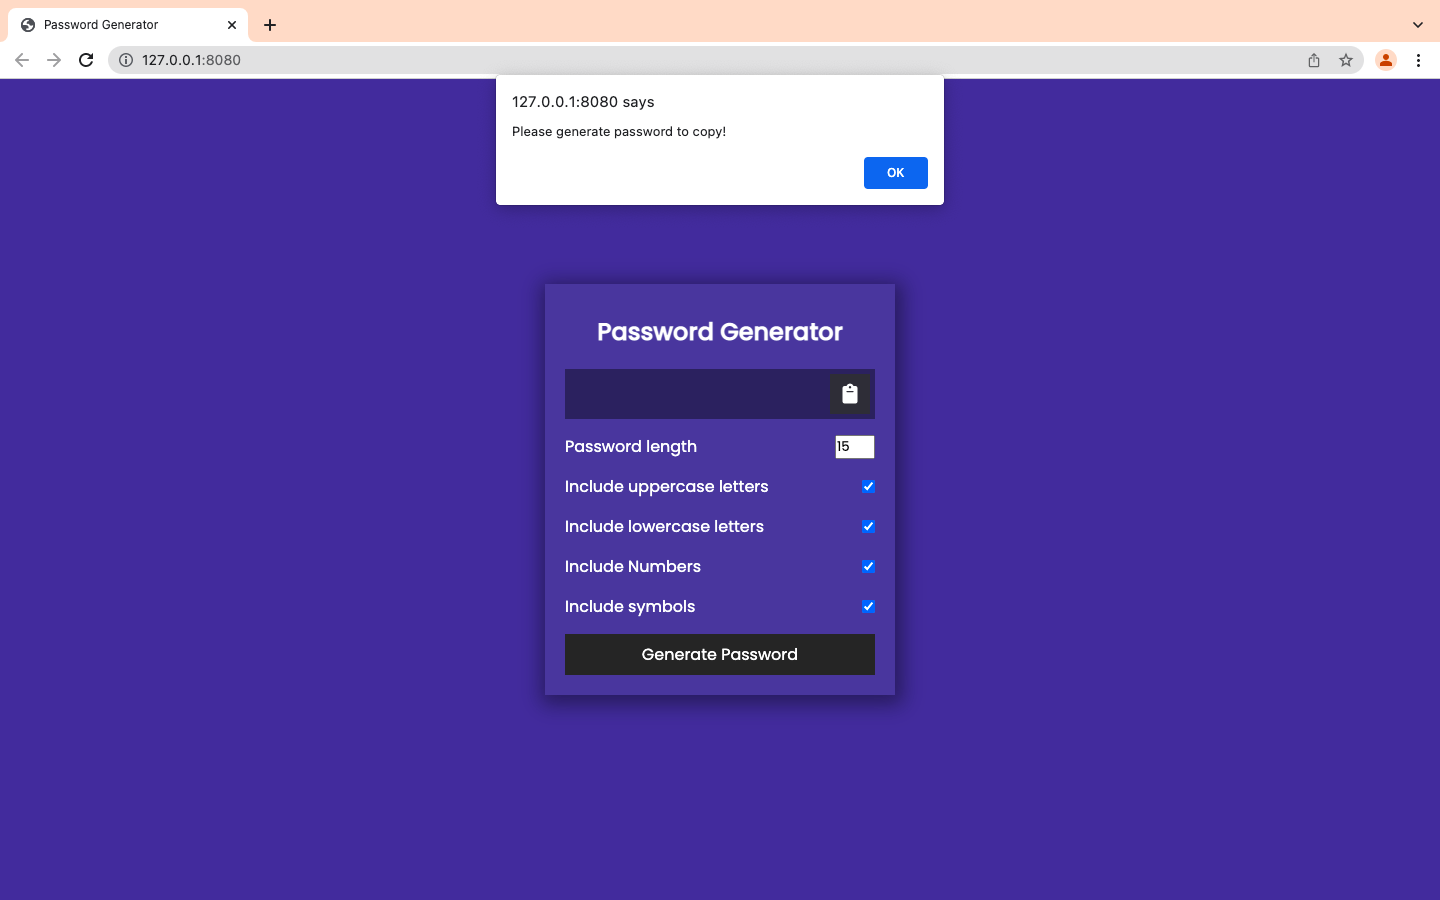 Password Generator
127.0.0.1:8080
127.0.0.1:8080 says
Please generate password to copy!
OK
Password Generator
Password length 15
Include uppercase letters
Include lowercase letters
Include Numbers
Include symbols
Generate Password